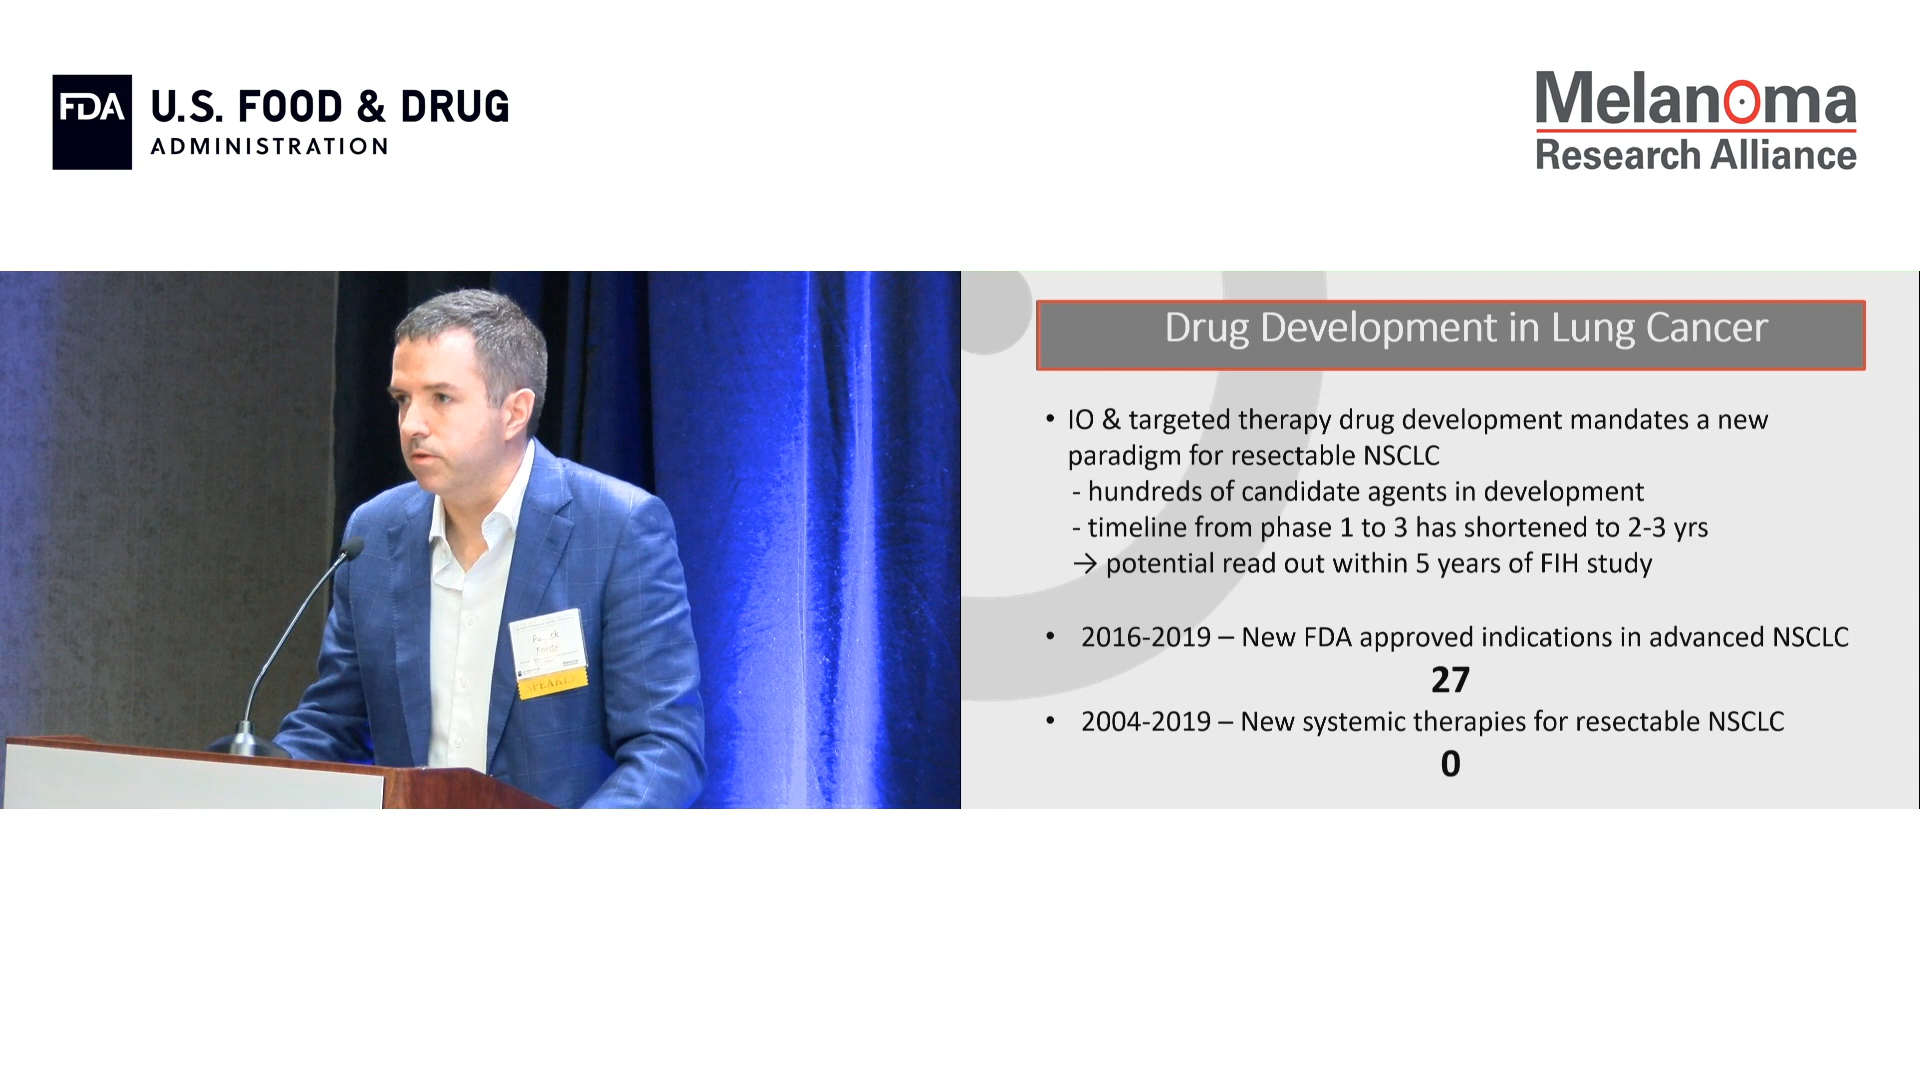 FDA
U.S. FOOD & DRUG
ADMINISTRATION
Melanoma
Research Alliance
Forde
SPEAKER
Drug Development in Lung Cancer
• IO & targeted therapy drug development mandates a new
paradigm for resectable NSCLC
- hundreds of candidate agents in development
- timeline from phase 1 to 3 has shortened to 2-3 yrs
→ potential read out within 5 years of FIH study
• 2016-2019 – New FDA approved indications in advanced NSCLC
27
• 2004-2019 – New systemic therapies for resectable NSCLC
0